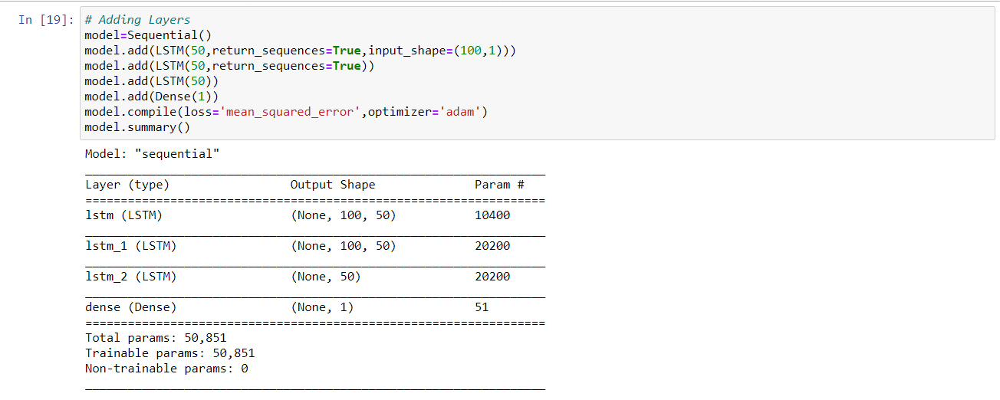 In [19]: # Adding Layers
model=Sequential()
model.add(LSTM(50,return_sequences=True,input_shape=(100,1)))
model.add(LSTM(50,return_sequences=True))
model.add(LSTM(50))
model.add(Dense(1))
model.compile(loss='mean_squared_error',optimizer='adam')
model.summary()
Model: "sequential"
_________________________________________________________________
Layer (type)                 Output Shape              Param #
=================================================================
lstm (LSTM)                  (None, 100, 50)           10400
_________________________________________________________________
lstm_1 (LSTM)                (None, 100, 50)           20200
_________________________________________________________________
lstm_2 (LSTM)                (None, 50)                20200
_________________________________________________________________
dense (Dense)                (None, 1)                 51
=================================================================
Total params: 50,851
Trainable params: 50,851
Non-trainable params: 0
_________________________________________________________________